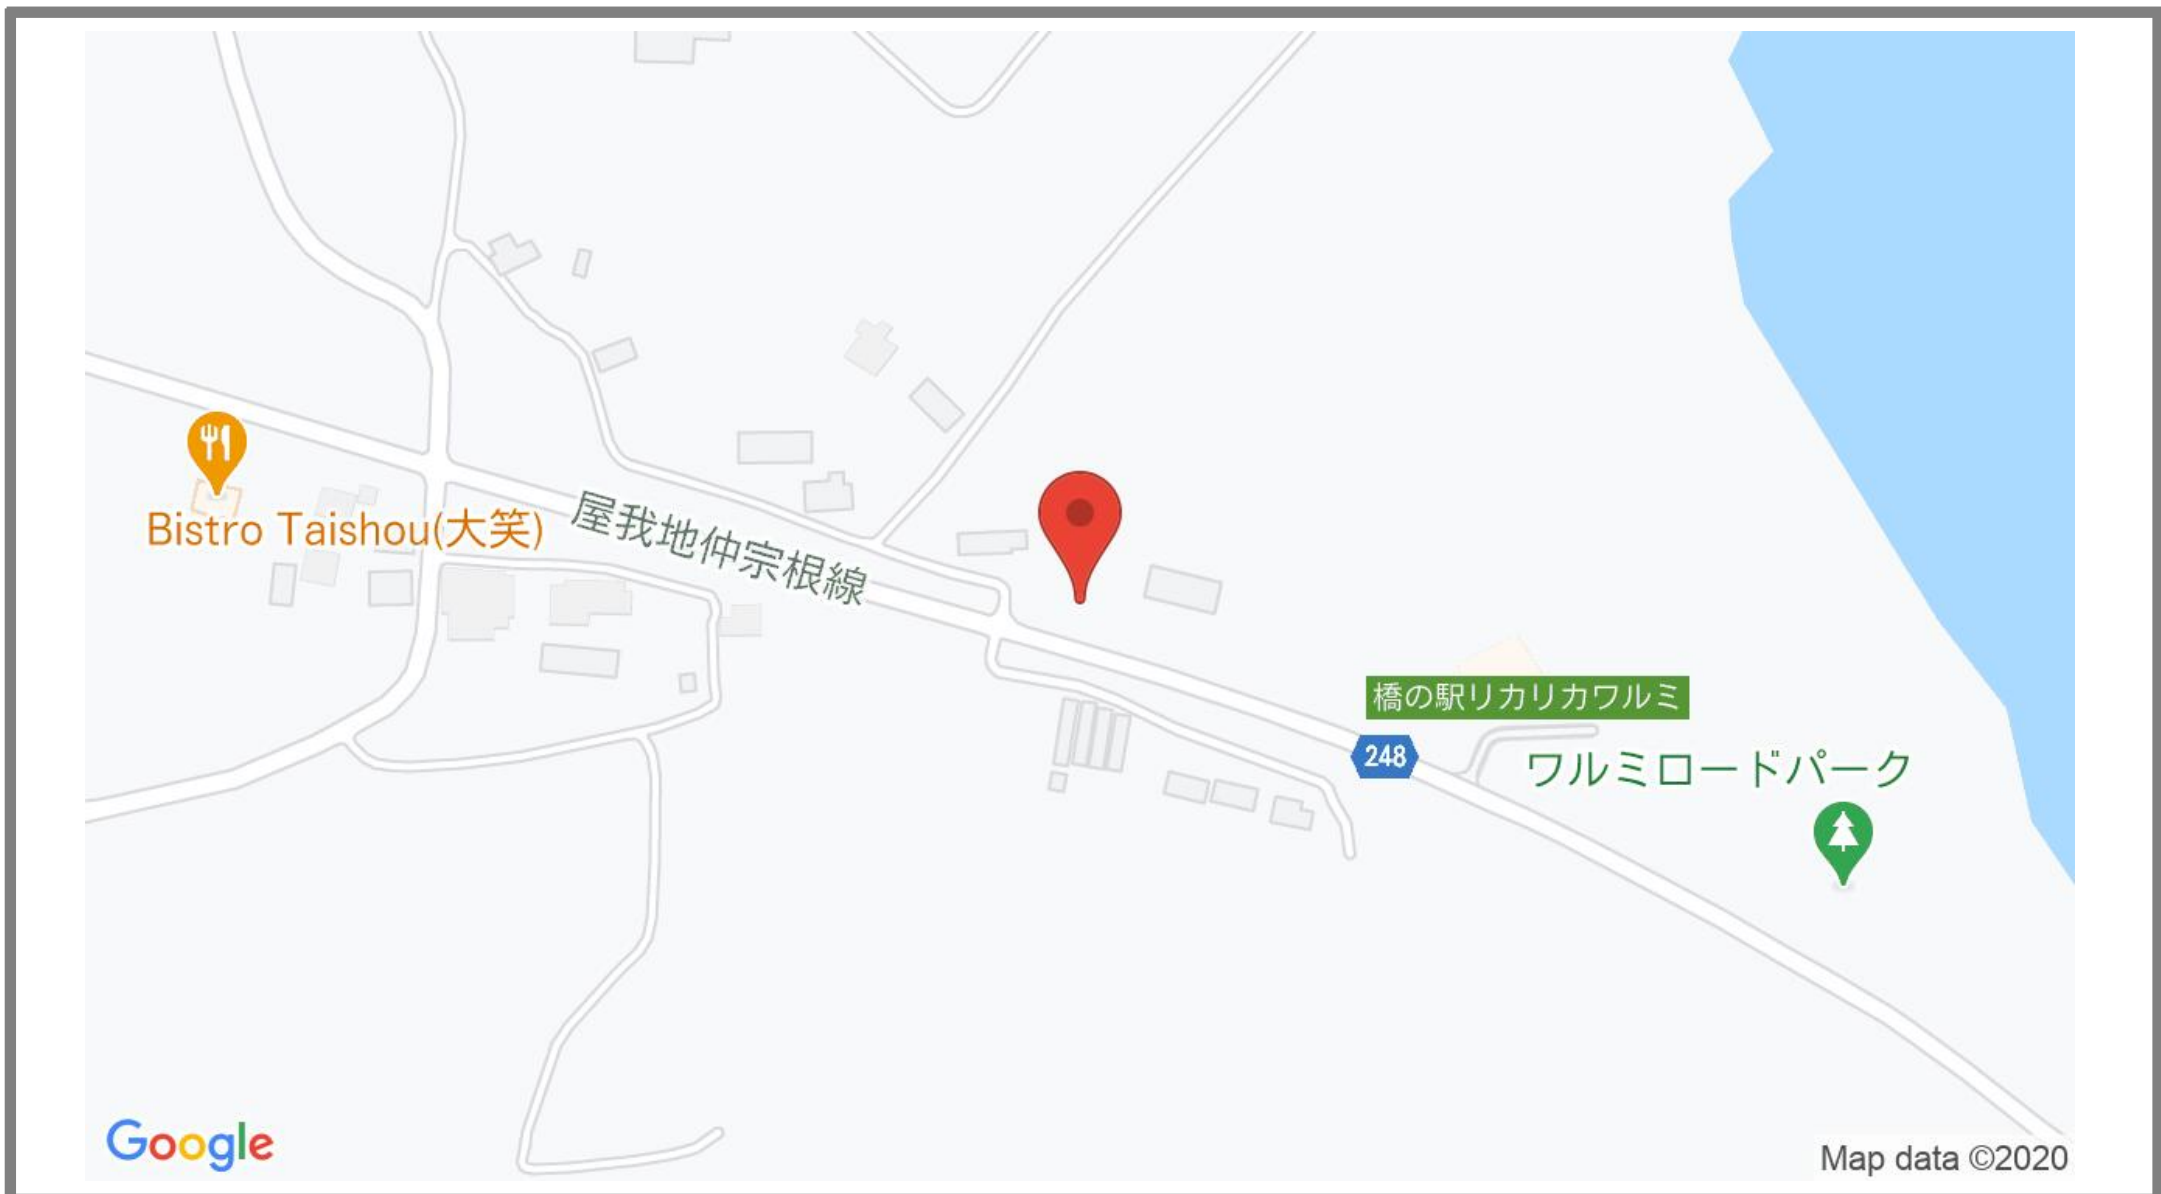 Bistro Taishou(大笑)
屋我地仲宗根線
橋の駅リカリカワルミ
248
ワルミロードパーク
Google
Map data ©2020